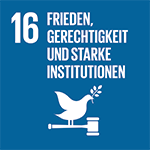 16 FRIEDEN,
GERECHTIGKEIT
UND STARKE
INSTITUTIONEN